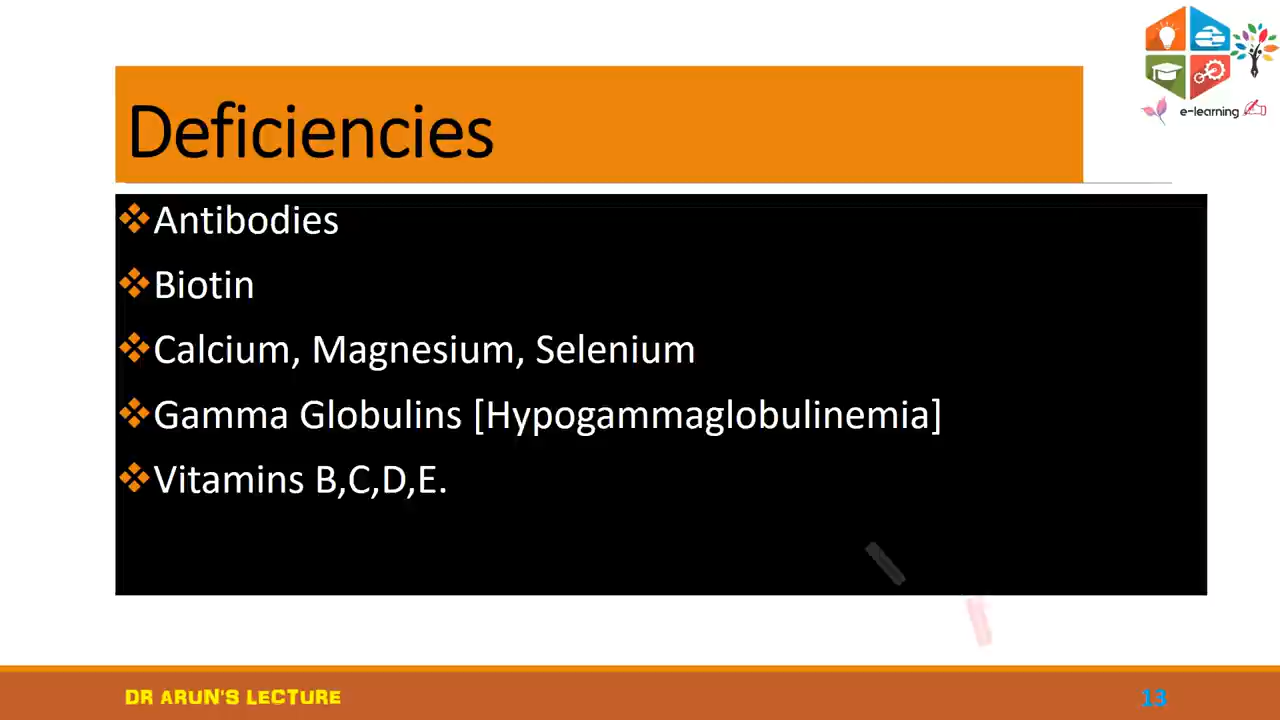 e-learning
Deficiencies
Antibodies
Biotin
Calcium, Magnesium, Selenium
Gamma Globulins [Hypogammaglobulinemia]
Vitamins B,C,D,E.
DR ARUN'S LECTURE
13